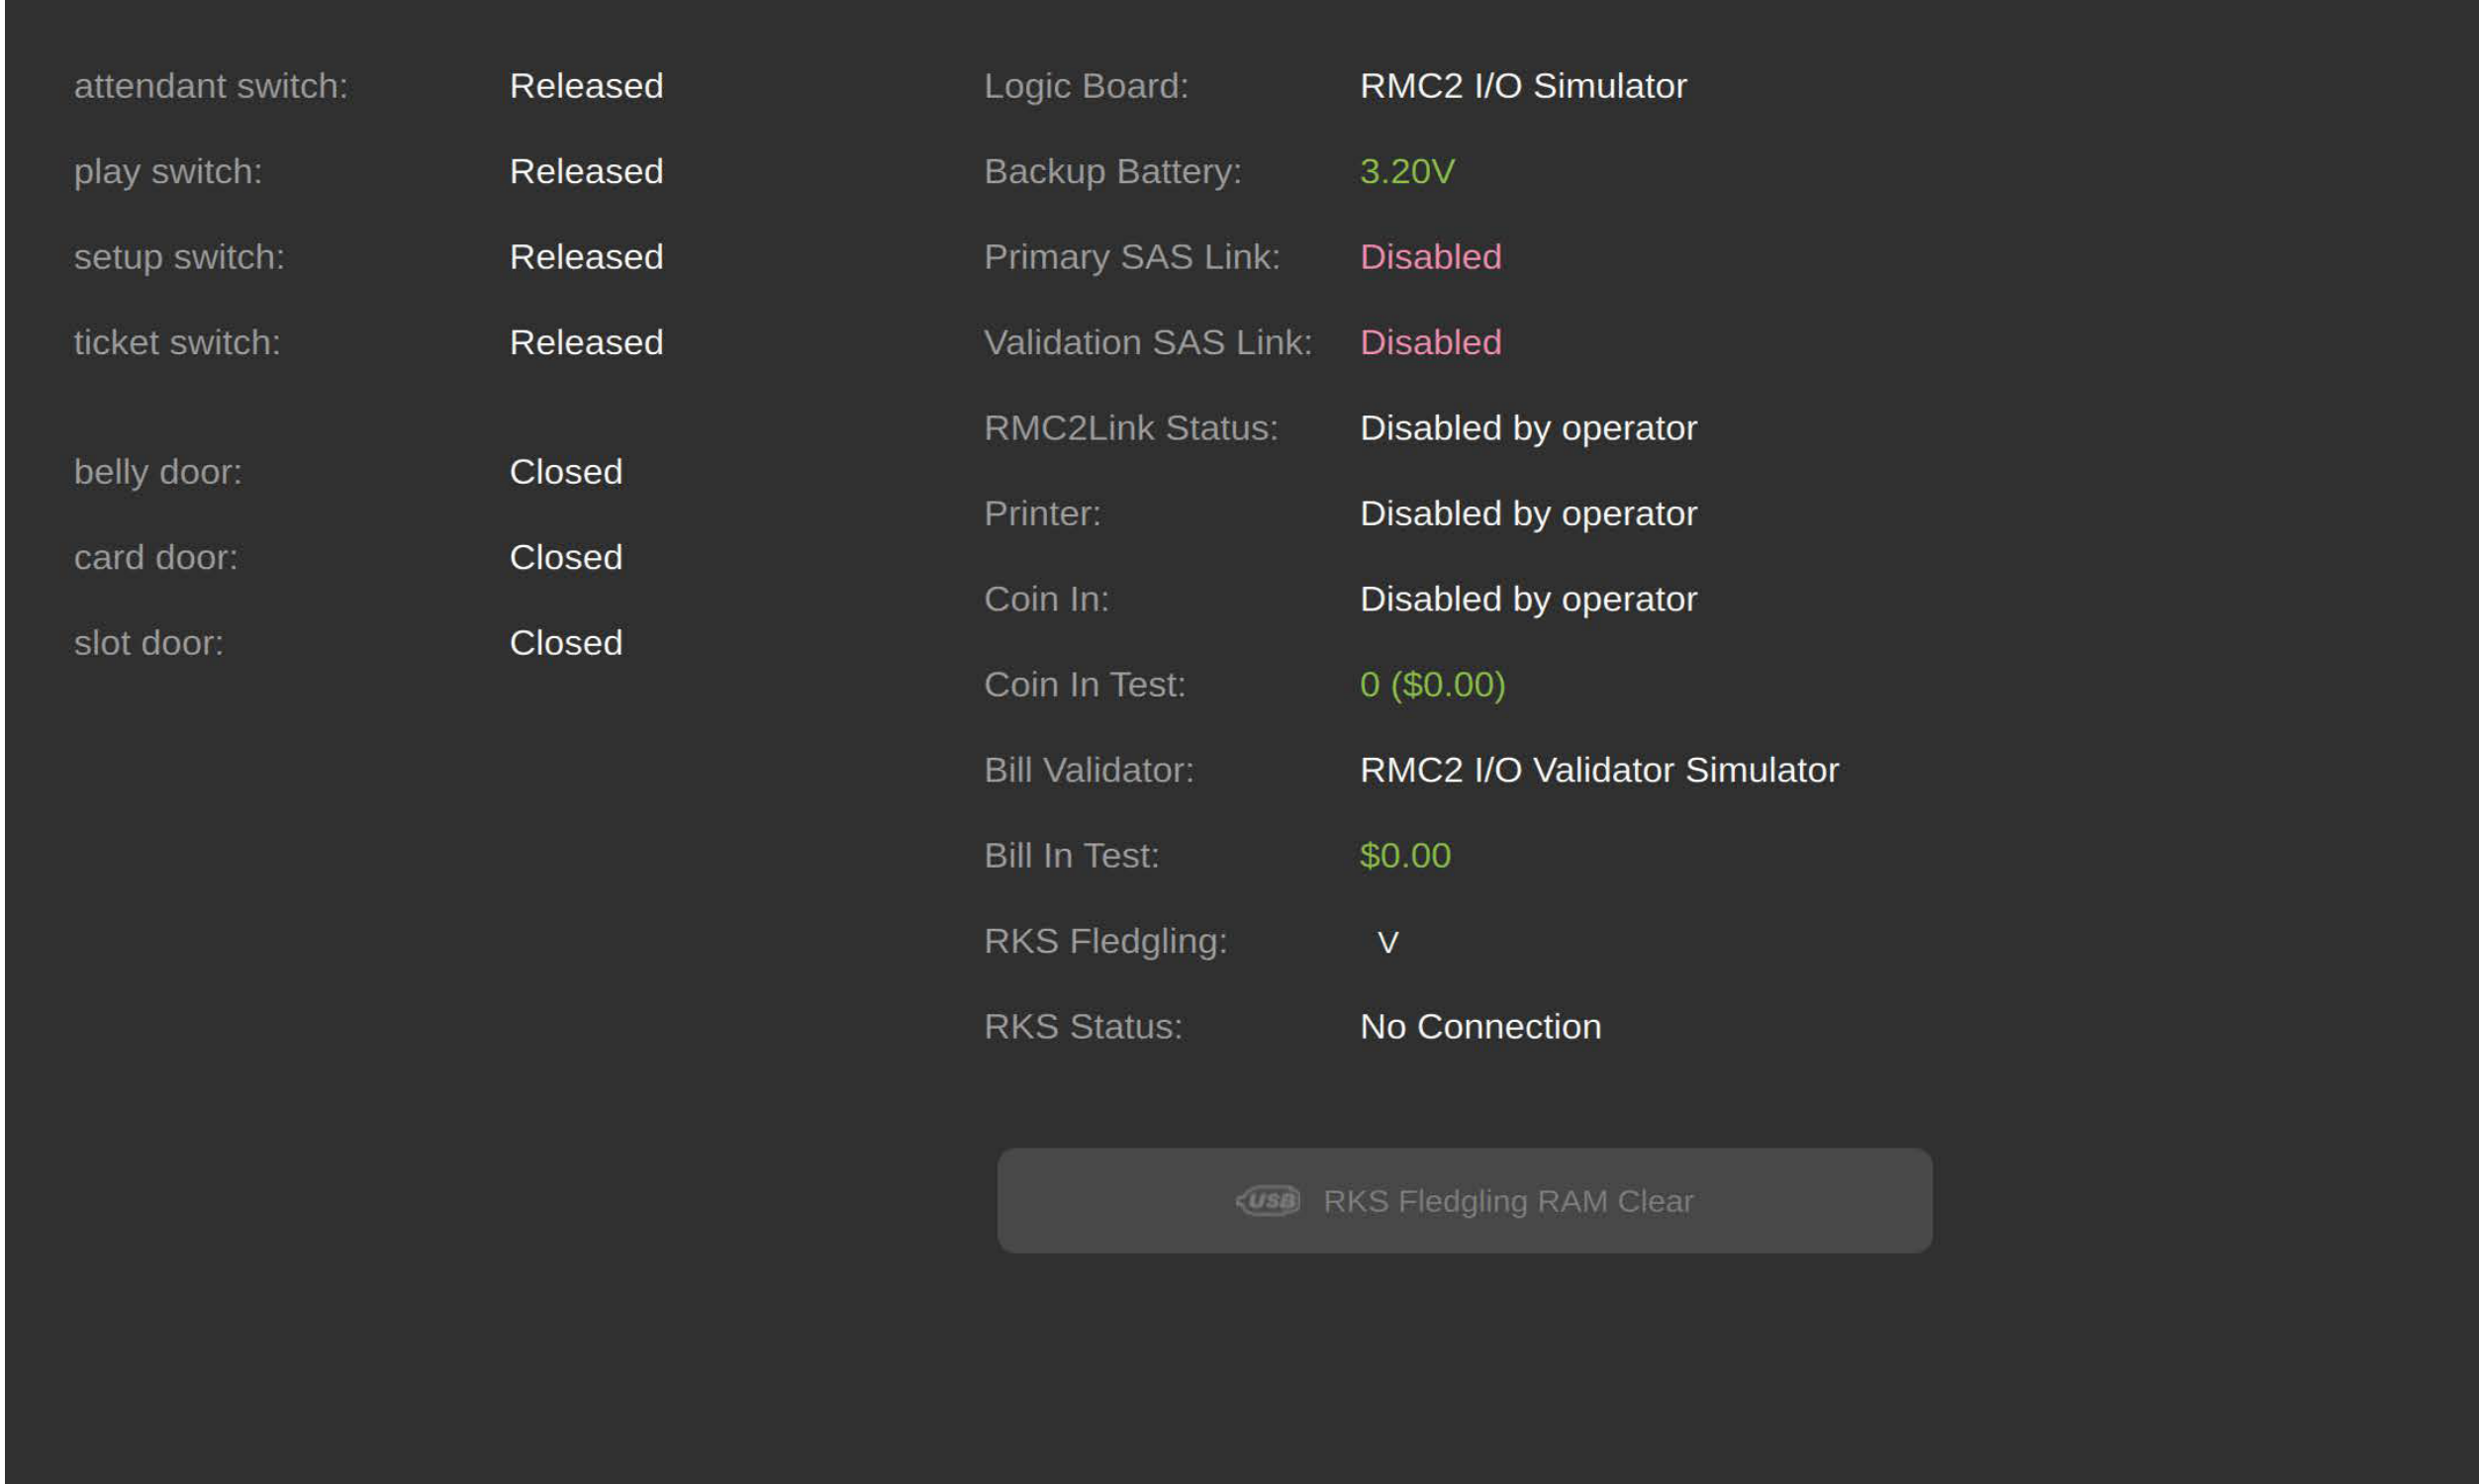 attendant switch: Released
play switch: Released
setup switch: Released
ticket switch: Released
belly door: Closed
card door: Closed
slot door: Closed
Logic Board: RMC2 I/O Simulator
Backup Battery: 3.20V
Primary SAS Link: Disabled
Validation SAS Link: Disabled
RMC2Link Status: Disabled by operator
Printer: Disabled by operator
Coin In: Disabled by operator
Coin In Test: 0 ($0.00)
Bill Validator: RMC2 I/O Validator Simulator
Bill In Test: $0.00
RKS Fledgling: V
RKS Status: No Connection
USB RKS Fledgling RAM Clear